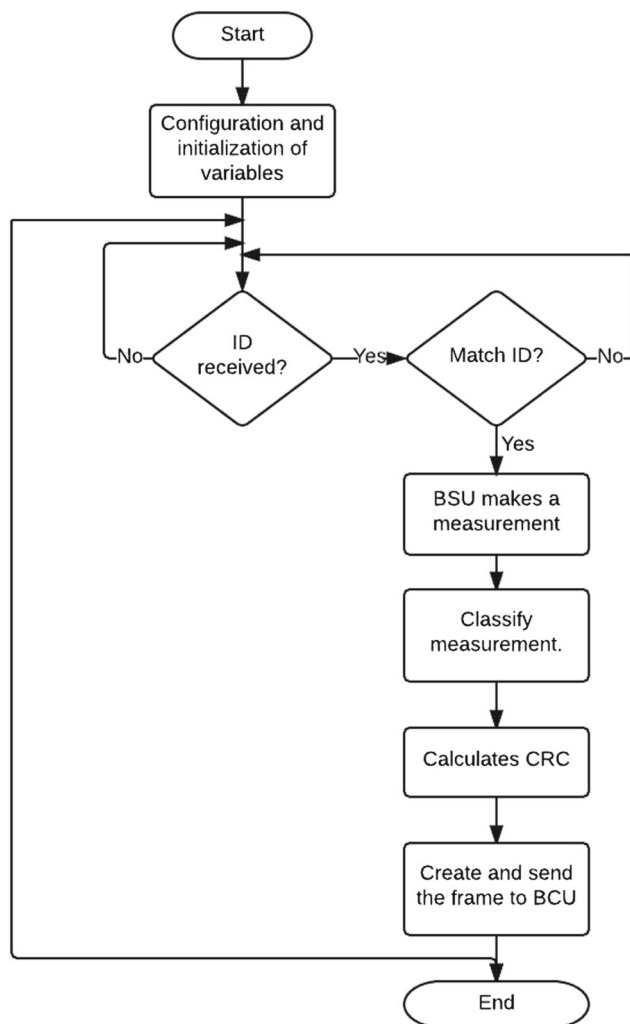 Start
Configuration and
initialization of
variables
ID
received?
No
Yes
Match ID?
No
Yes
BSU makes a
measurement
Classify
measurement.
Calculates CRC
Create and send
the frame to BCU
End